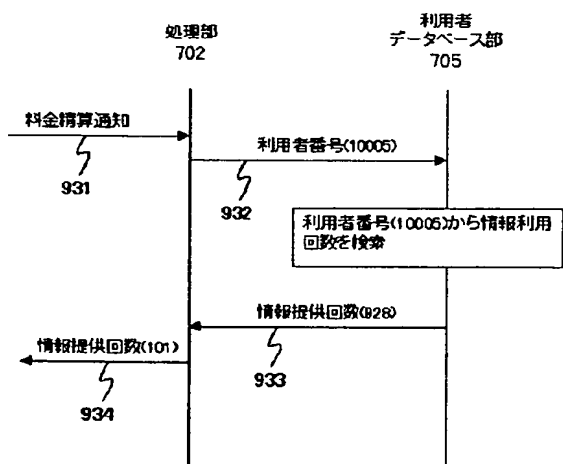 処理部
702
利用者
データベース部
705
料金精算通知
931
利用者番号(10005)
932
利用者番号(10005)から情報利用
回数を検索
情報提供回数(928)
933
情報提供回数(101)
934